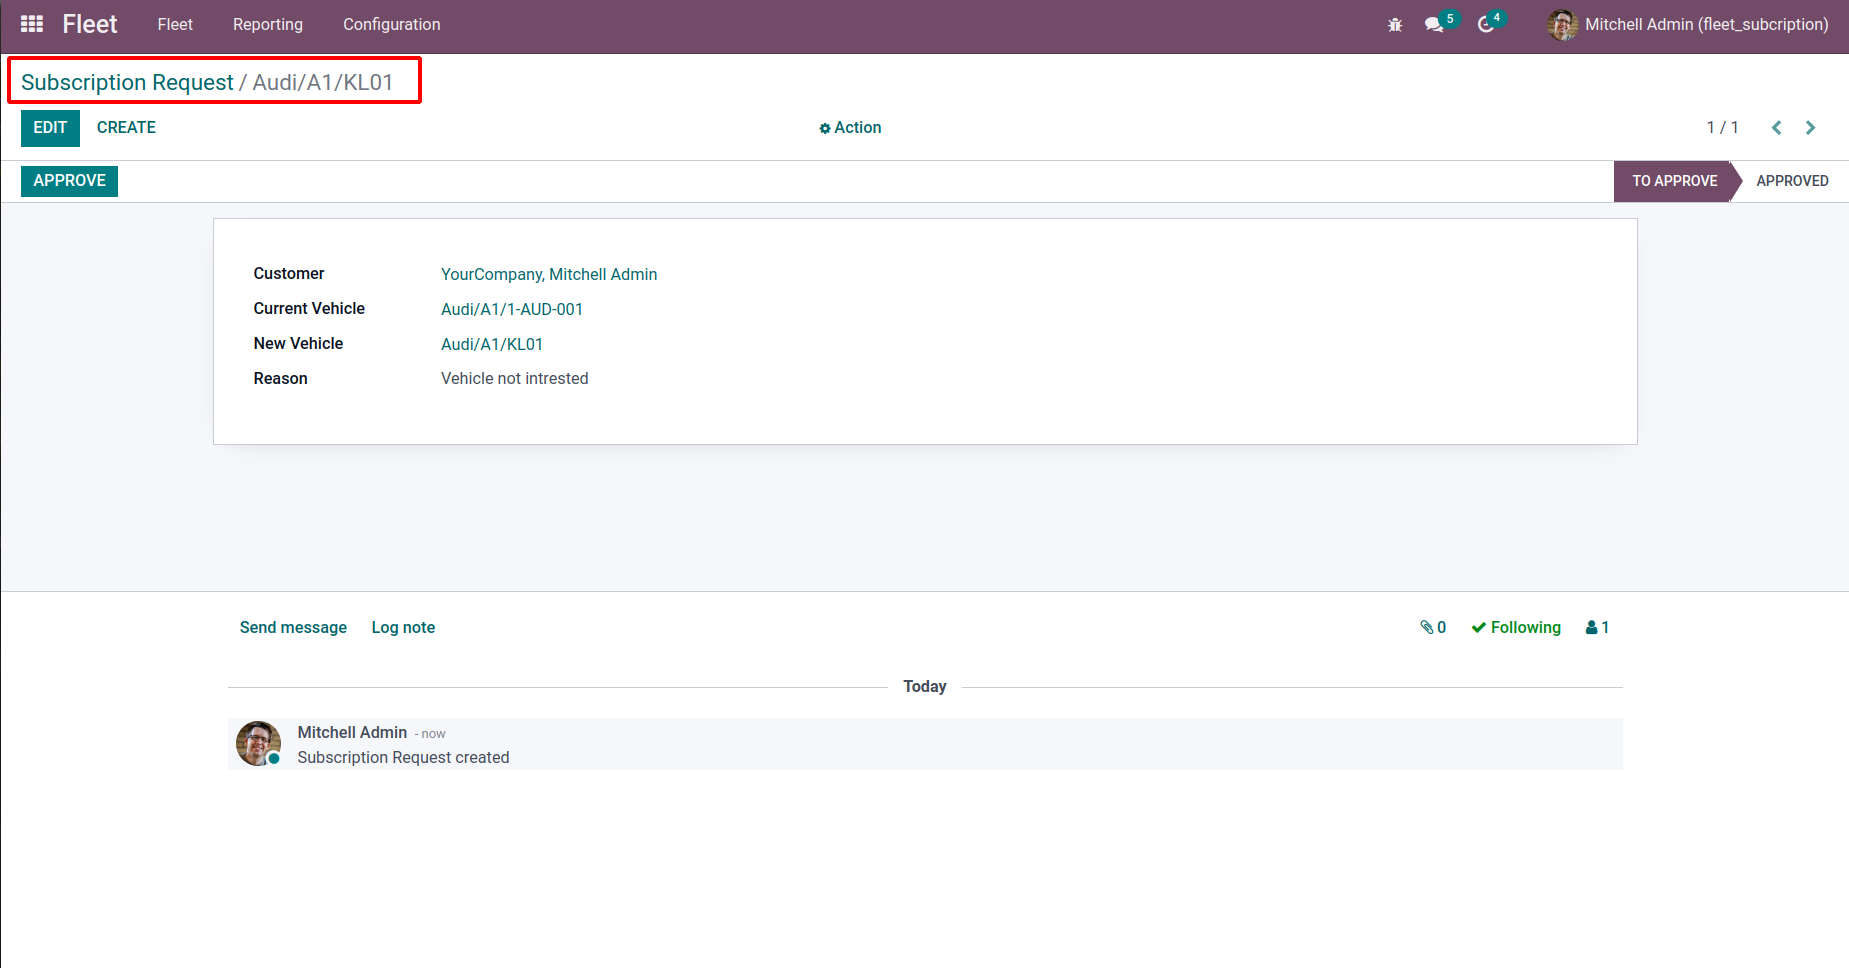 Fleet Fleet Reporting Configuration 5 4 Mitchell Admin (fleet_subcription)
Subscription Request / Audi/A1/KL01
EDIT CREATE Action 1 / 1
APPROVE TO APPROVE APPROVED
Customer YourCompany, Mitchell Admin
Current Vehicle Audi/A1/1-AUD-001
New Vehicle Audi/A1/KL01
Reason Vehicle not intrested
Send message Log note 0 Following 1
Today
Mitchell Admin - now
Subscription Request created